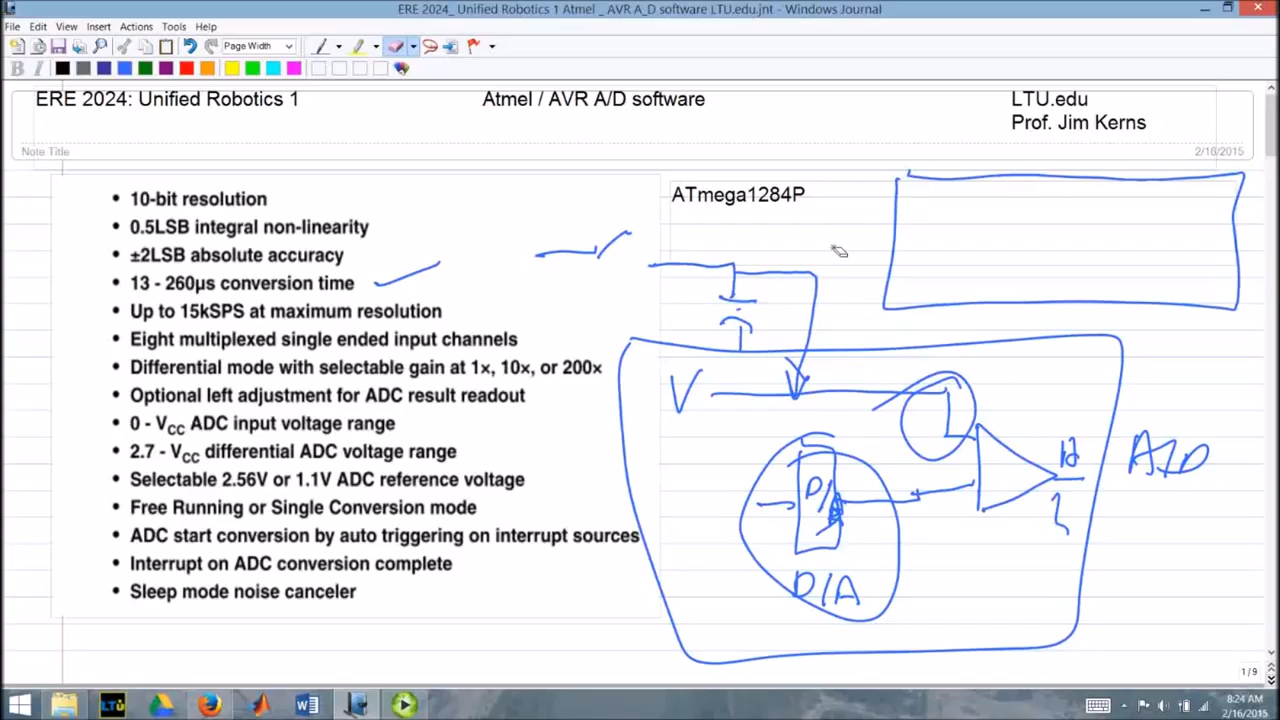 ERE 2024_ Unified Robotics 1 Atmel _ AVR A_D software LTU.edu.jnt - Windows Journal
File Edit View Insert Actions Tools Help
Page Width
B I
ERE 2024: Unified Robotics 1 Atmel / AVR A/D software LTU.edu
Prof. Jim Kerns
Note Title 2/16/2015
ATmega1284P
• 10-bit resolution
• 0.5LSB integral non-linearity
• ±2LSB absolute accuracy
• 13 - 260µs conversion time
• Up to 15kSPS at maximum resolution
• Eight multiplexed single ended input channels
• Differential mode with selectable gain at 1×, 10×, or 200×
• Optional left adjustment for ADC result readout
• 0 - VCC ADC input voltage range
• 2.7 - VCC differential ADC voltage range
• Selectable 2.56V or 1.1V ADC reference voltage
• Free Running or Single Conversion mode
• ADC start conversion by auto triggering on interrupt sources
• Interrupt on ADC conversion complete
• Sleep mode noise canceler
V
A/D
D/A
D/A
1/9
LTU
8:24 AM
2/16/2015